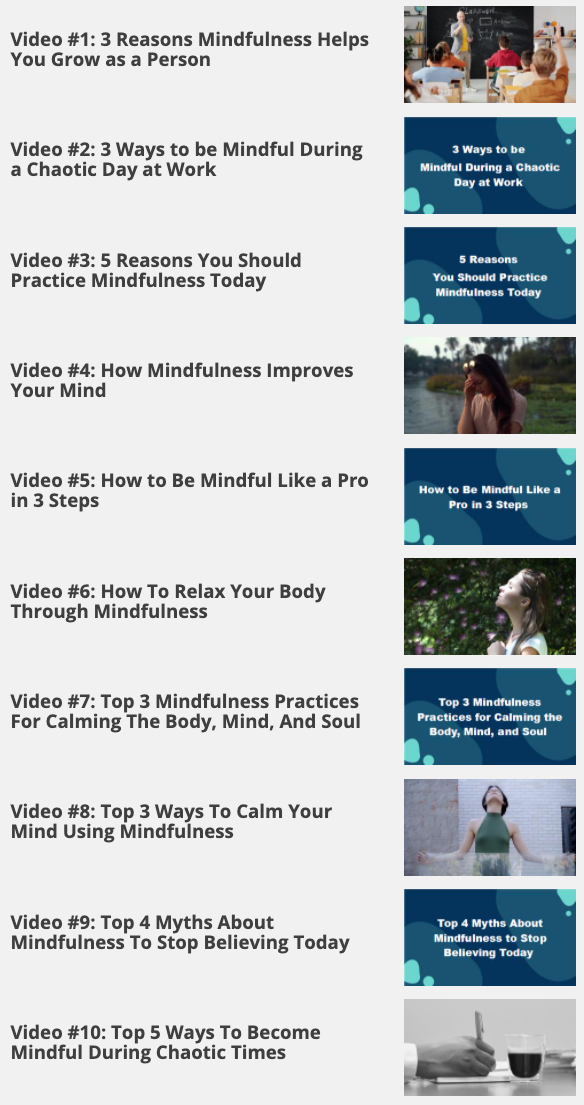 Video #1: 3 Reasons Mindfulness Helps
You Grow as a Person
Video #2: 3 Ways to be Mindful During
a Chaotic Day at Work
3 Ways to be
Mindful During a Chaotic
Day at Work
Video #3: 5 Reasons You Should
Practice Mindfulness Today
5 Reasons
You Should Practice
Mindfulness Today
Video #4: How Mindfulness Improves
Your Mind
Video #5: How to Be Mindful Like a Pro
in 3 Steps
How to Be Mindful Like a
Pro in 3 Steps
Video #6: How To Relax Your Body
Through Mindfulness
Video #7: Top 3 Mindfulness Practices
For Calming The Body, Mind, And Soul
Top 3 Mindfulness
Practices for Calming the
Body, Mind, and Soul
Video #8: Top 3 Ways To Calm Your
Mind Using Mindfulness
Video #9: Top 4 Myths About
Mindfulness To Stop Believing Today
Top 4 Myths About
Mindfulness to Stop
Believing Today
Video #10: Top 5 Ways To Become
Mindful During Chaotic Times